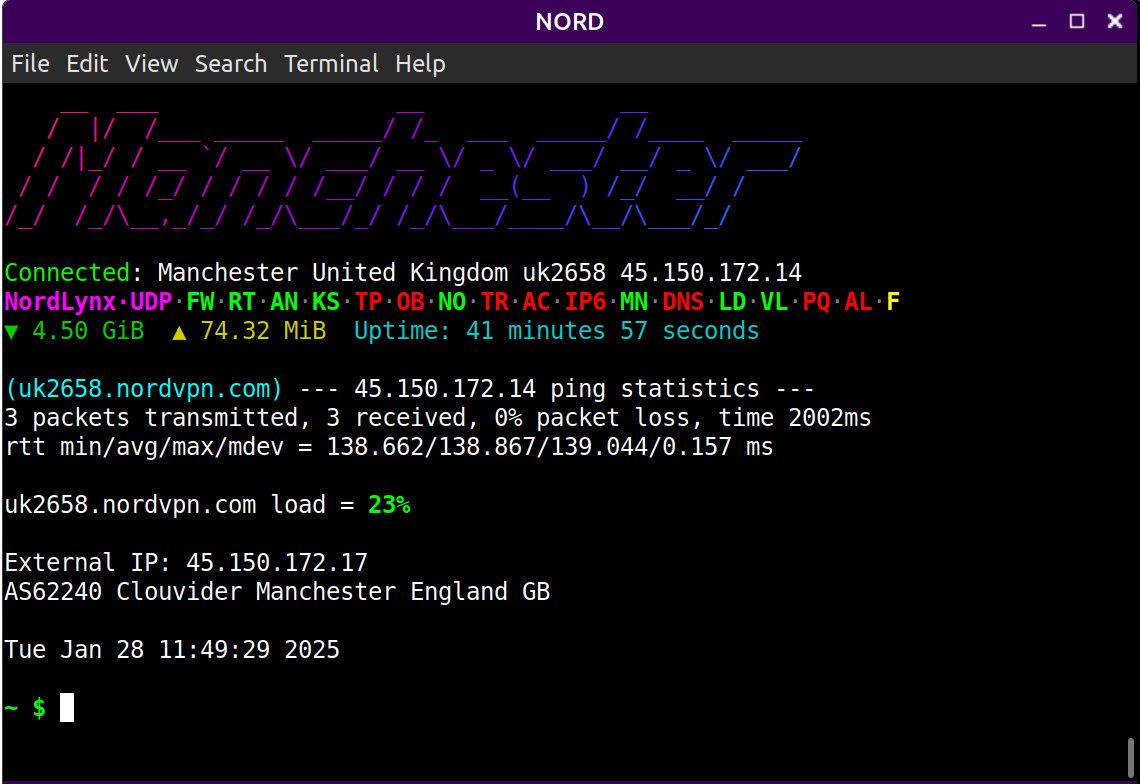 NORD
File Edit View Search Terminal Help
Manchester
Connected: Manchester United Kingdom uk2658 45.150.172.14
NordLynx·UDP·FW·RT·AN·KS·TP·OB·NO·TR·AC·IP6·MN·DNS·LD·VL·PQ·AL·F
▼ 4.50 GiB  ▲ 74.32 MiB  Uptime: 41 minutes 57 seconds
(uk2658.nordvpn.com) --- 45.150.172.14 ping statistics ---
3 packets transmitted, 3 received, 0% packet loss, time 2002ms
rtt min/avg/max/mdev = 138.662/138.867/139.044/0.157 ms
uk2658.nordvpn.com load = 23%
External IP: 45.150.172.17
AS62240 Clouvider Manchester England GB
Tue Jan 28 11:49:29 2025
~ $